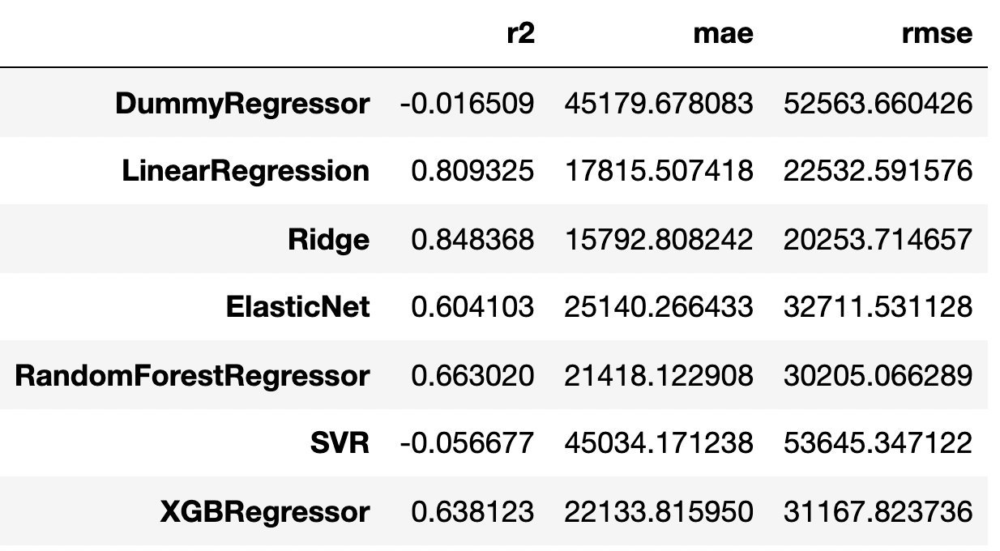 r2 mae rmse
DummyRegressor -0.016509 45179.678083 52563.660426
LinearRegression 0.809325 17815.507418 22532.591576
Ridge 0.848368 15792.808242 20253.714657
ElasticNet 0.604103 25140.266433 32711.531128
RandomForestRegressor 0.663020 21418.122908 30205.066289
SVR -0.056677 45034.171238 53645.347122
XGBRegressor 0.638123 22133.815950 31167.823736